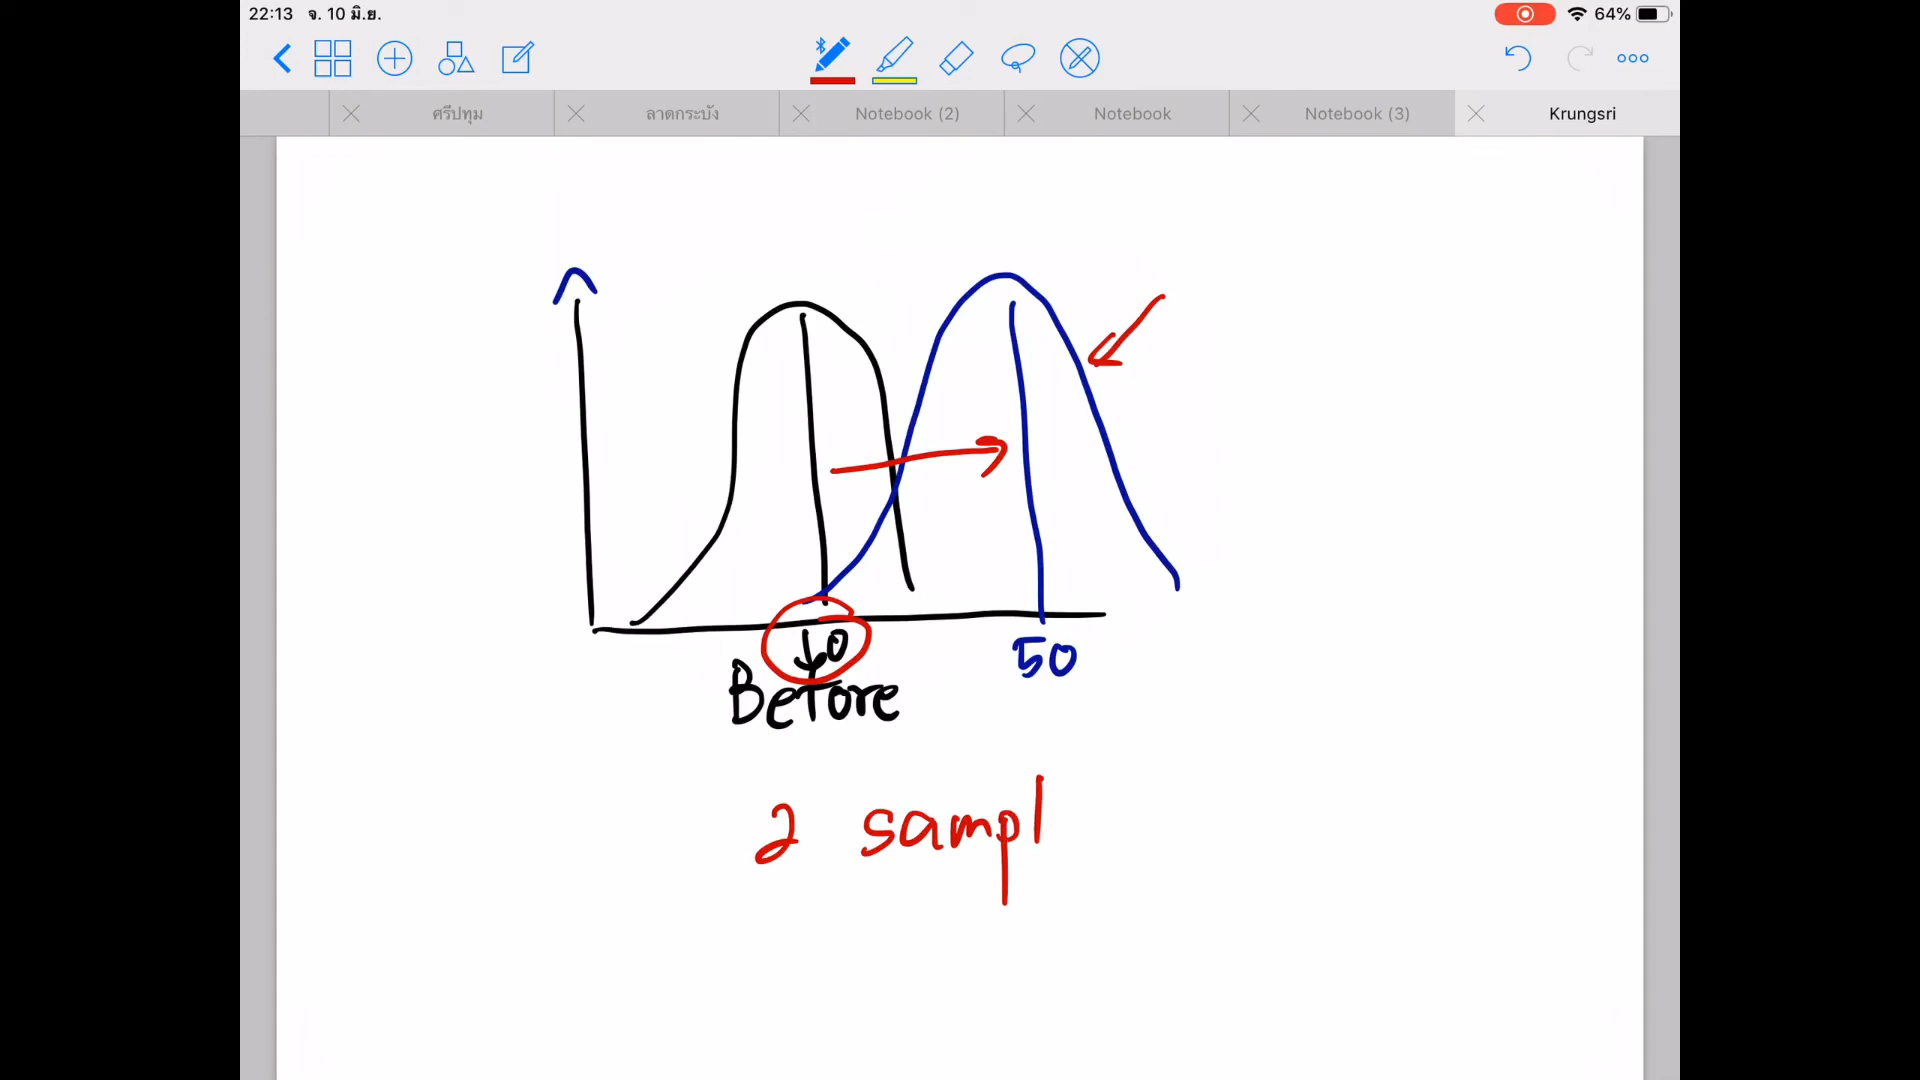 22:13 จ. 10 มิ.ย. 64%
ศรีปทุม ลาดกระบัง Notebook (2) Notebook Notebook (3) Krungsri
50
Before
2 sampl